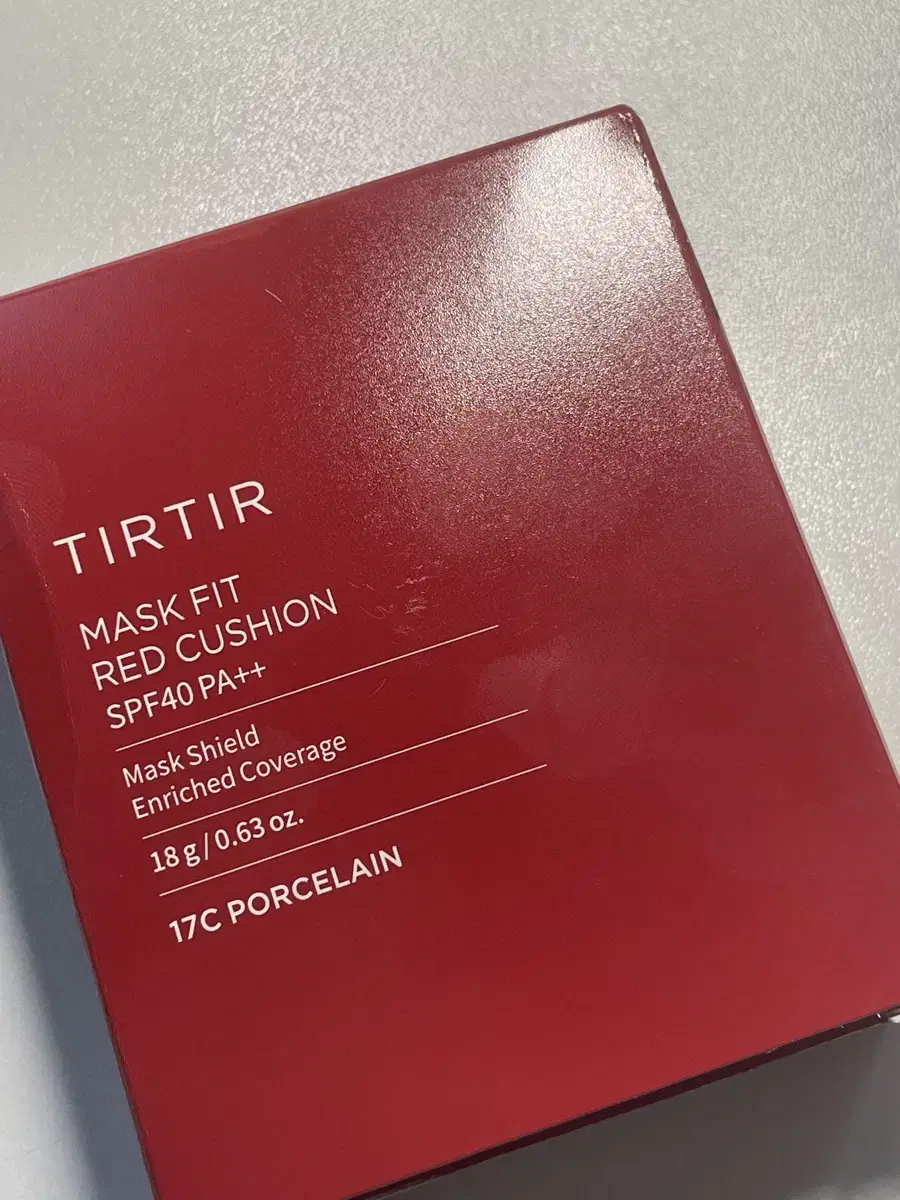 TIRTIR
MASK FIT
RED CUSHION
SPF40 PA++
Mask Shield
Enriched Coverage
18 g / 0.63 oz.
17C PORCELAIN